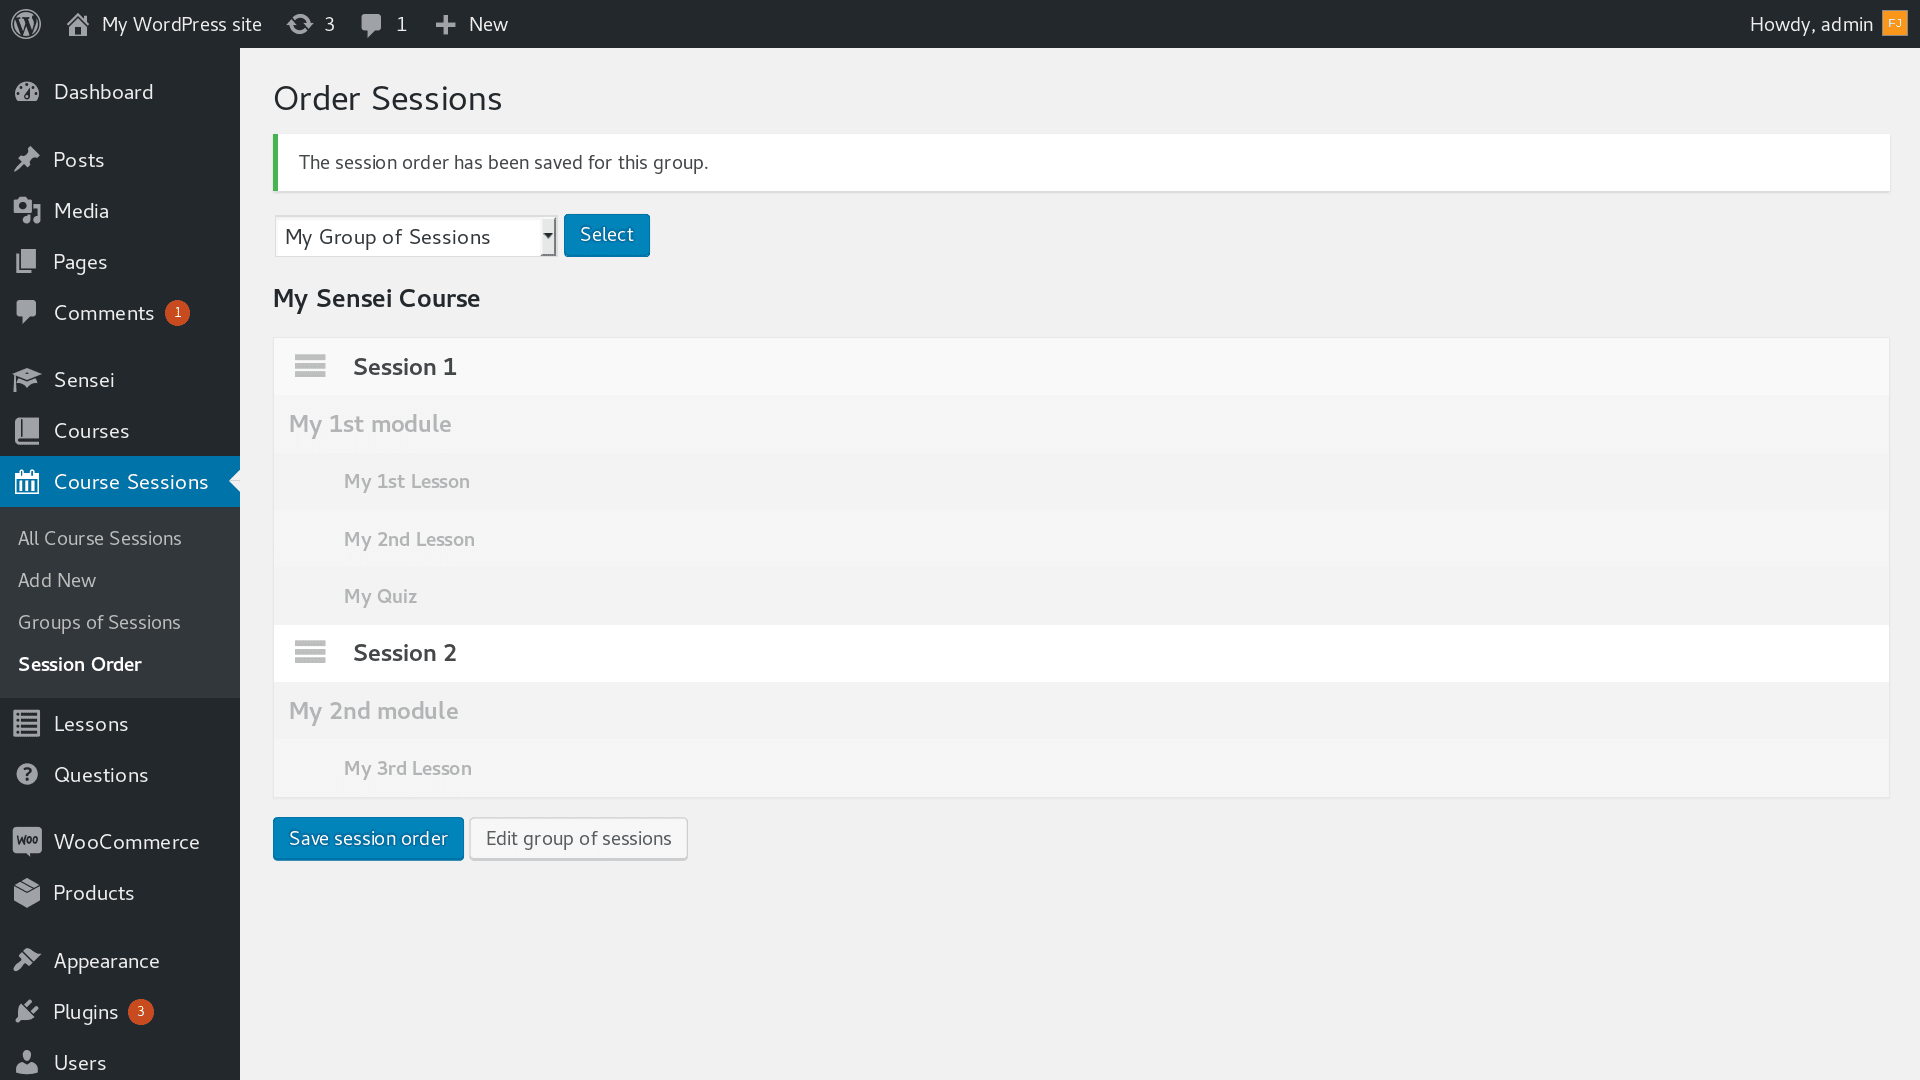 My WordPress site 3 1 New Howdy, admin FJ
Dashboard
Posts
Media
Pages
Comments 1
Sensei
Courses
Course Sessions
All Course Sessions
Add New
Groups of Sessions
Session Order
Lessons
Questions
WooCommerce
Products
Appearance
Plugins 3
Users
Order Sessions
The session order has been saved for this group.
My Group of Sessions Select
My Sensei Course
Session 1
My 1st module
My 1st Lesson
My 2nd Lesson
My Quiz
Session 2
My 2nd module
My 3rd Lesson
Save session order Edit group of sessions